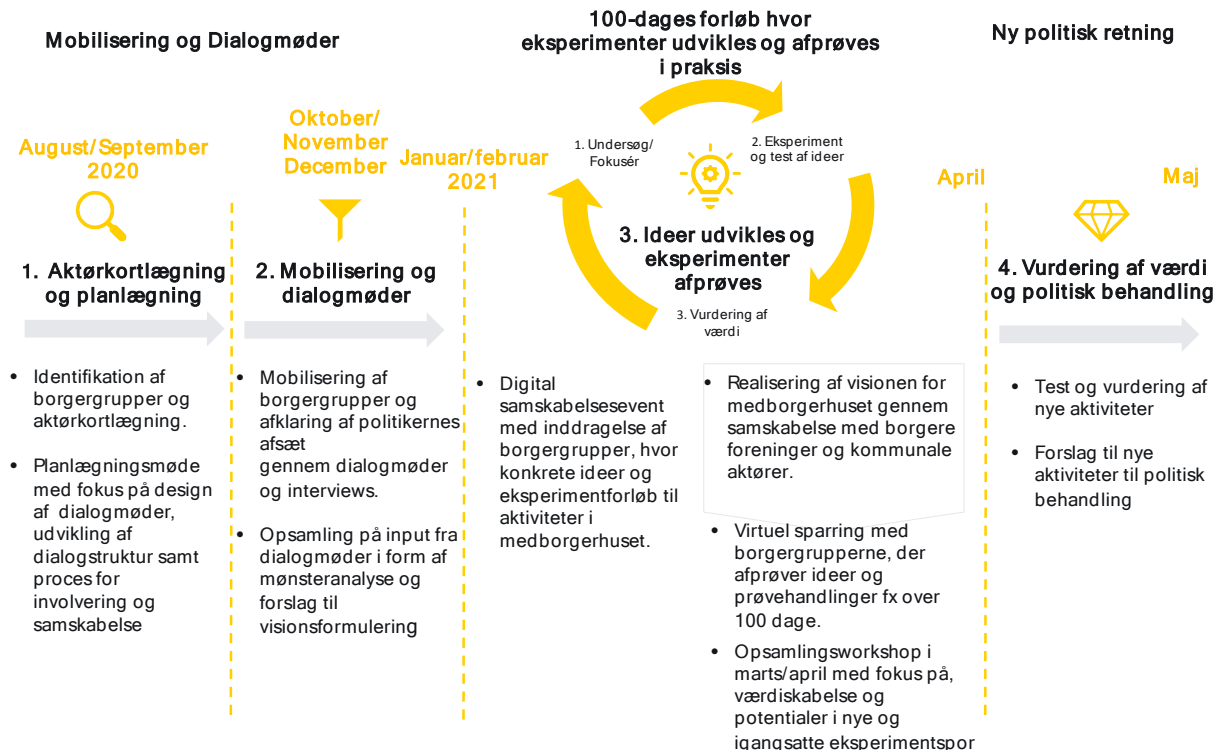 Mobilisering og Dialogmøder
100-dages forløb hvor
eksperimenter udvikles og afprøves
i praksis
Ny politisk retning
August/September
2020
Oktober/
November
December
Januar/februar
2021
1. Undersøg/
Fokusér
2. Eksperiment
og test af ideer
3. Ideer udvikles og
eksperimenter
afprøves
3. Vurdering af
værdi
April
Maj
1. Aktørkortlægning
og planlægning
2. Mobilisering og
dialogmøder
4. Vurdering af værdi
og politisk behandling
• Identifikation af
borgergrupper og
aktørkortlægning.
• Planlægningsmøde
med fokus på design
af dialogmøder,
udvikling af
dialogstruktur samt
proces for
involvering og
samskabelse
• Mobilisering af
borgergrupper og
afklaring af politikernes
afsæt
gennem dialogmøder
og interviews.
• Opsamling på input fra
dialogmøder i form af
mønsteranalyse og
forslag til
visionsformulering
• Digital
samskabelsesevent
med inddragelse af
borgergrupper, hvor
konkrete ideer og
eksperimentforløb til
aktiviteter i
medborgerhuset.
• Realisering af visionen for
medborgerhuset gennem
samskabelse med borgere
foreninger og kommunale
aktører.
• Virtuel sparring med
borgergrupperne, der
afprøver ideer og
prøvehandlinger fx over
100 dage.
• Opsamlingsworkshop i
marts/april med fokus på,
værdiskabelse og
potentialer i nye og
igangsatte eksperimentspor
• Test og vurdering af
nye aktiviteter
• Forslag til nye
aktiviteter til politisk
behandling